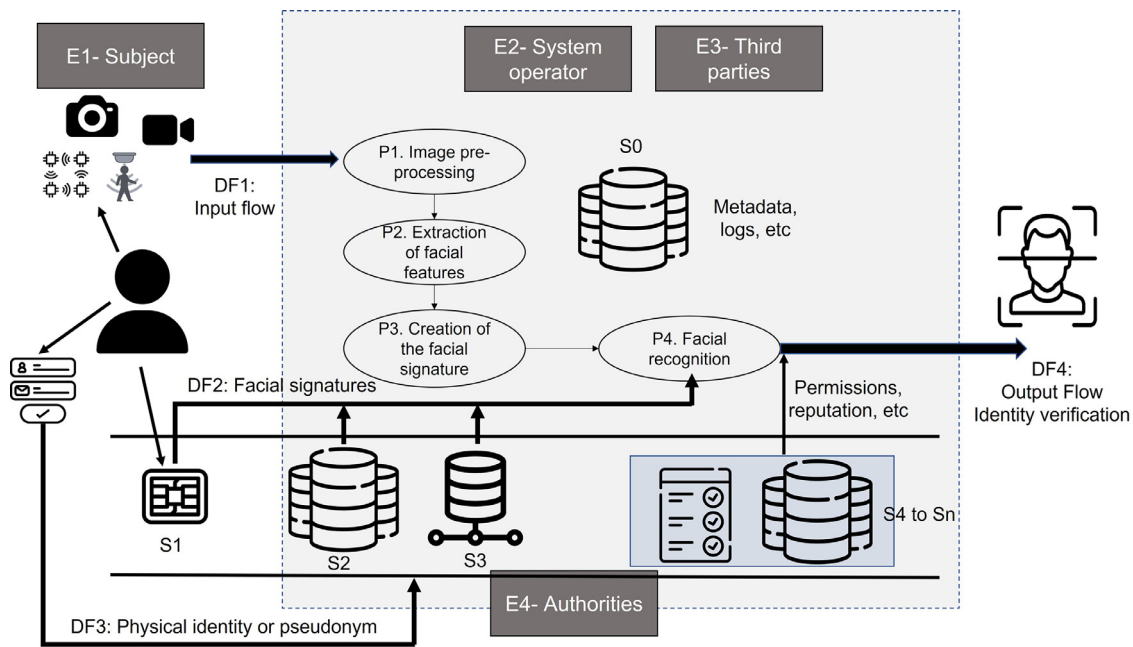 E1- Subject
E2- System
operator
E3- Third
parties
P1. Image pre-
processing
S0
DF1:
Input flow
Metadata,
logs, etc
P2. Extraction
of facial
features
P3. Creation of
the facial
signature
P4. Facial
recognition
DF4:
Output Flow
Identity verification
DF2: Facial signatures
Permissions,
reputation, etc
S1
S2
S3
S4 to Sn
E4- Authorities
DF3: Physical identity or pseudonym